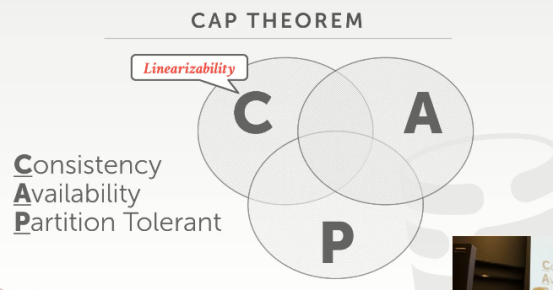 CAP THEOREM
Linearizability
C
A
Consistency
Availability
Partition Tolerant
P